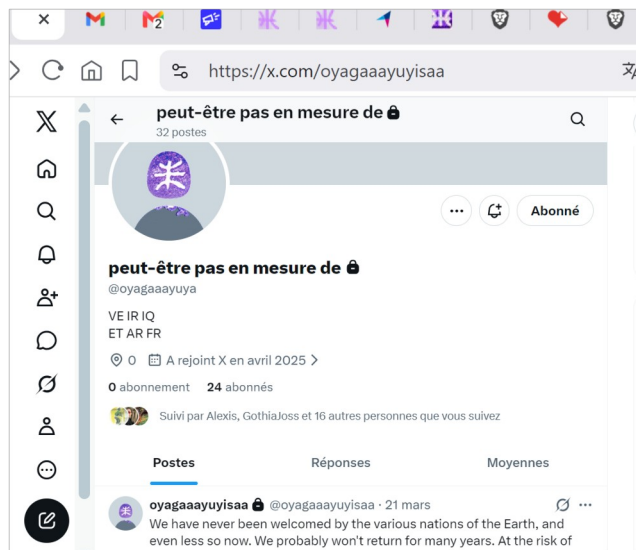 2
https://x.com/oyagaaayuyisaa
peut-être pas en mesure de
32 postes
Abonné
peut-être pas en mesure de
@oyagaaayuya
VE IR IQ
ET AR FR
0 A rejoint X en avril 2025
0 abonnement 24 abonnés
Suivi par Alexis, GothiaJoss et 16 autres personnes que vous suivez
Postes Réponses Moyennes
oyagaaayuyisaa @oyagaaayuyisaa · 21 mars
We have never been welcomed by the various nations of the Earth, and
even less so now. We probably won't return for many years. At the risk of